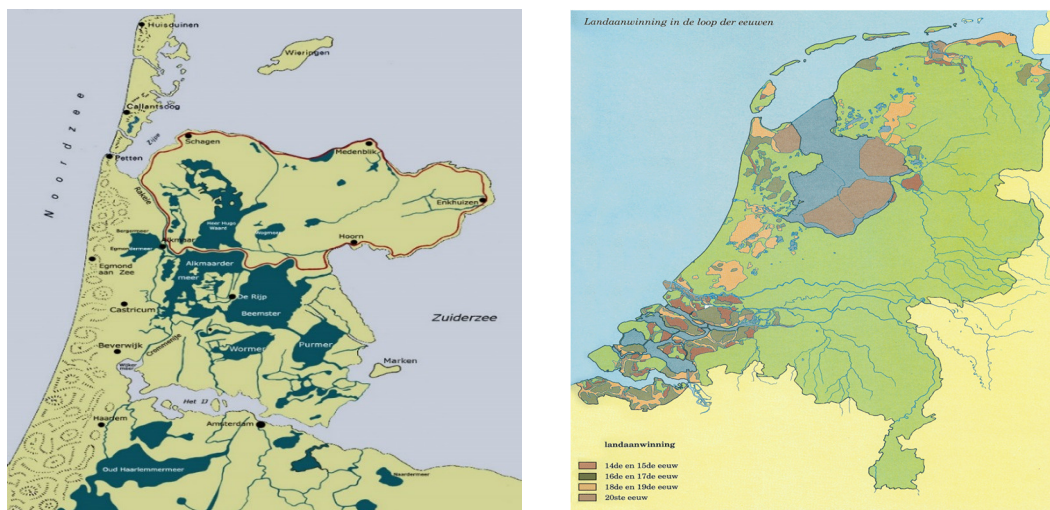 Huisduinen
Wieringen
Callantsoog
Noordzee
Zijpe
Schagen
Petten
Medenblik
Rekere
Enkhuizen
Heer Hugo
Waard
Hoorn
Alkmaar
Egmond
aan Zee
Alkmaarder
meer
De Rijp
Castricum
Beemster
Zuiderzee
Beverwijk
Crommenije
Wormer
Purmer
Marken
Het IJ
Haarlem
Amsterdam
Oud Haarlemmermeer
Naardermeer
Landaanwinning in de loop der eeuwen
landaanwinning
14de en 15de eeuw
16de en 17de eeuw
18de en 19de eeuw
20ste eeuw